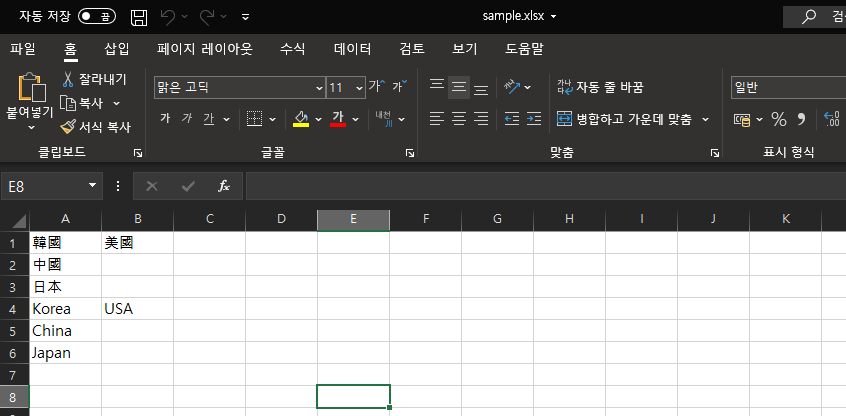 자동 저장 끔 sample.xlsx 검
파일 홈 삽입 페이지 레이아웃 수식 데이터 검토 보기 도움말
붙여넣기 잘라내기 맑은 고딕 11 가 가 가나다 자동 줄 바꿈 일반
복사
서식 복사 가 가 가 가 내천 병합하고 가운데 맞춤 % 9 .00
클립보드 글꼴 맞춤 표시 형식
E8 fx
A B C D E F G H I J K
1 韓國 美國
2 中國
3 日本
4 Korea USA
5 China
6 Japan
7
8